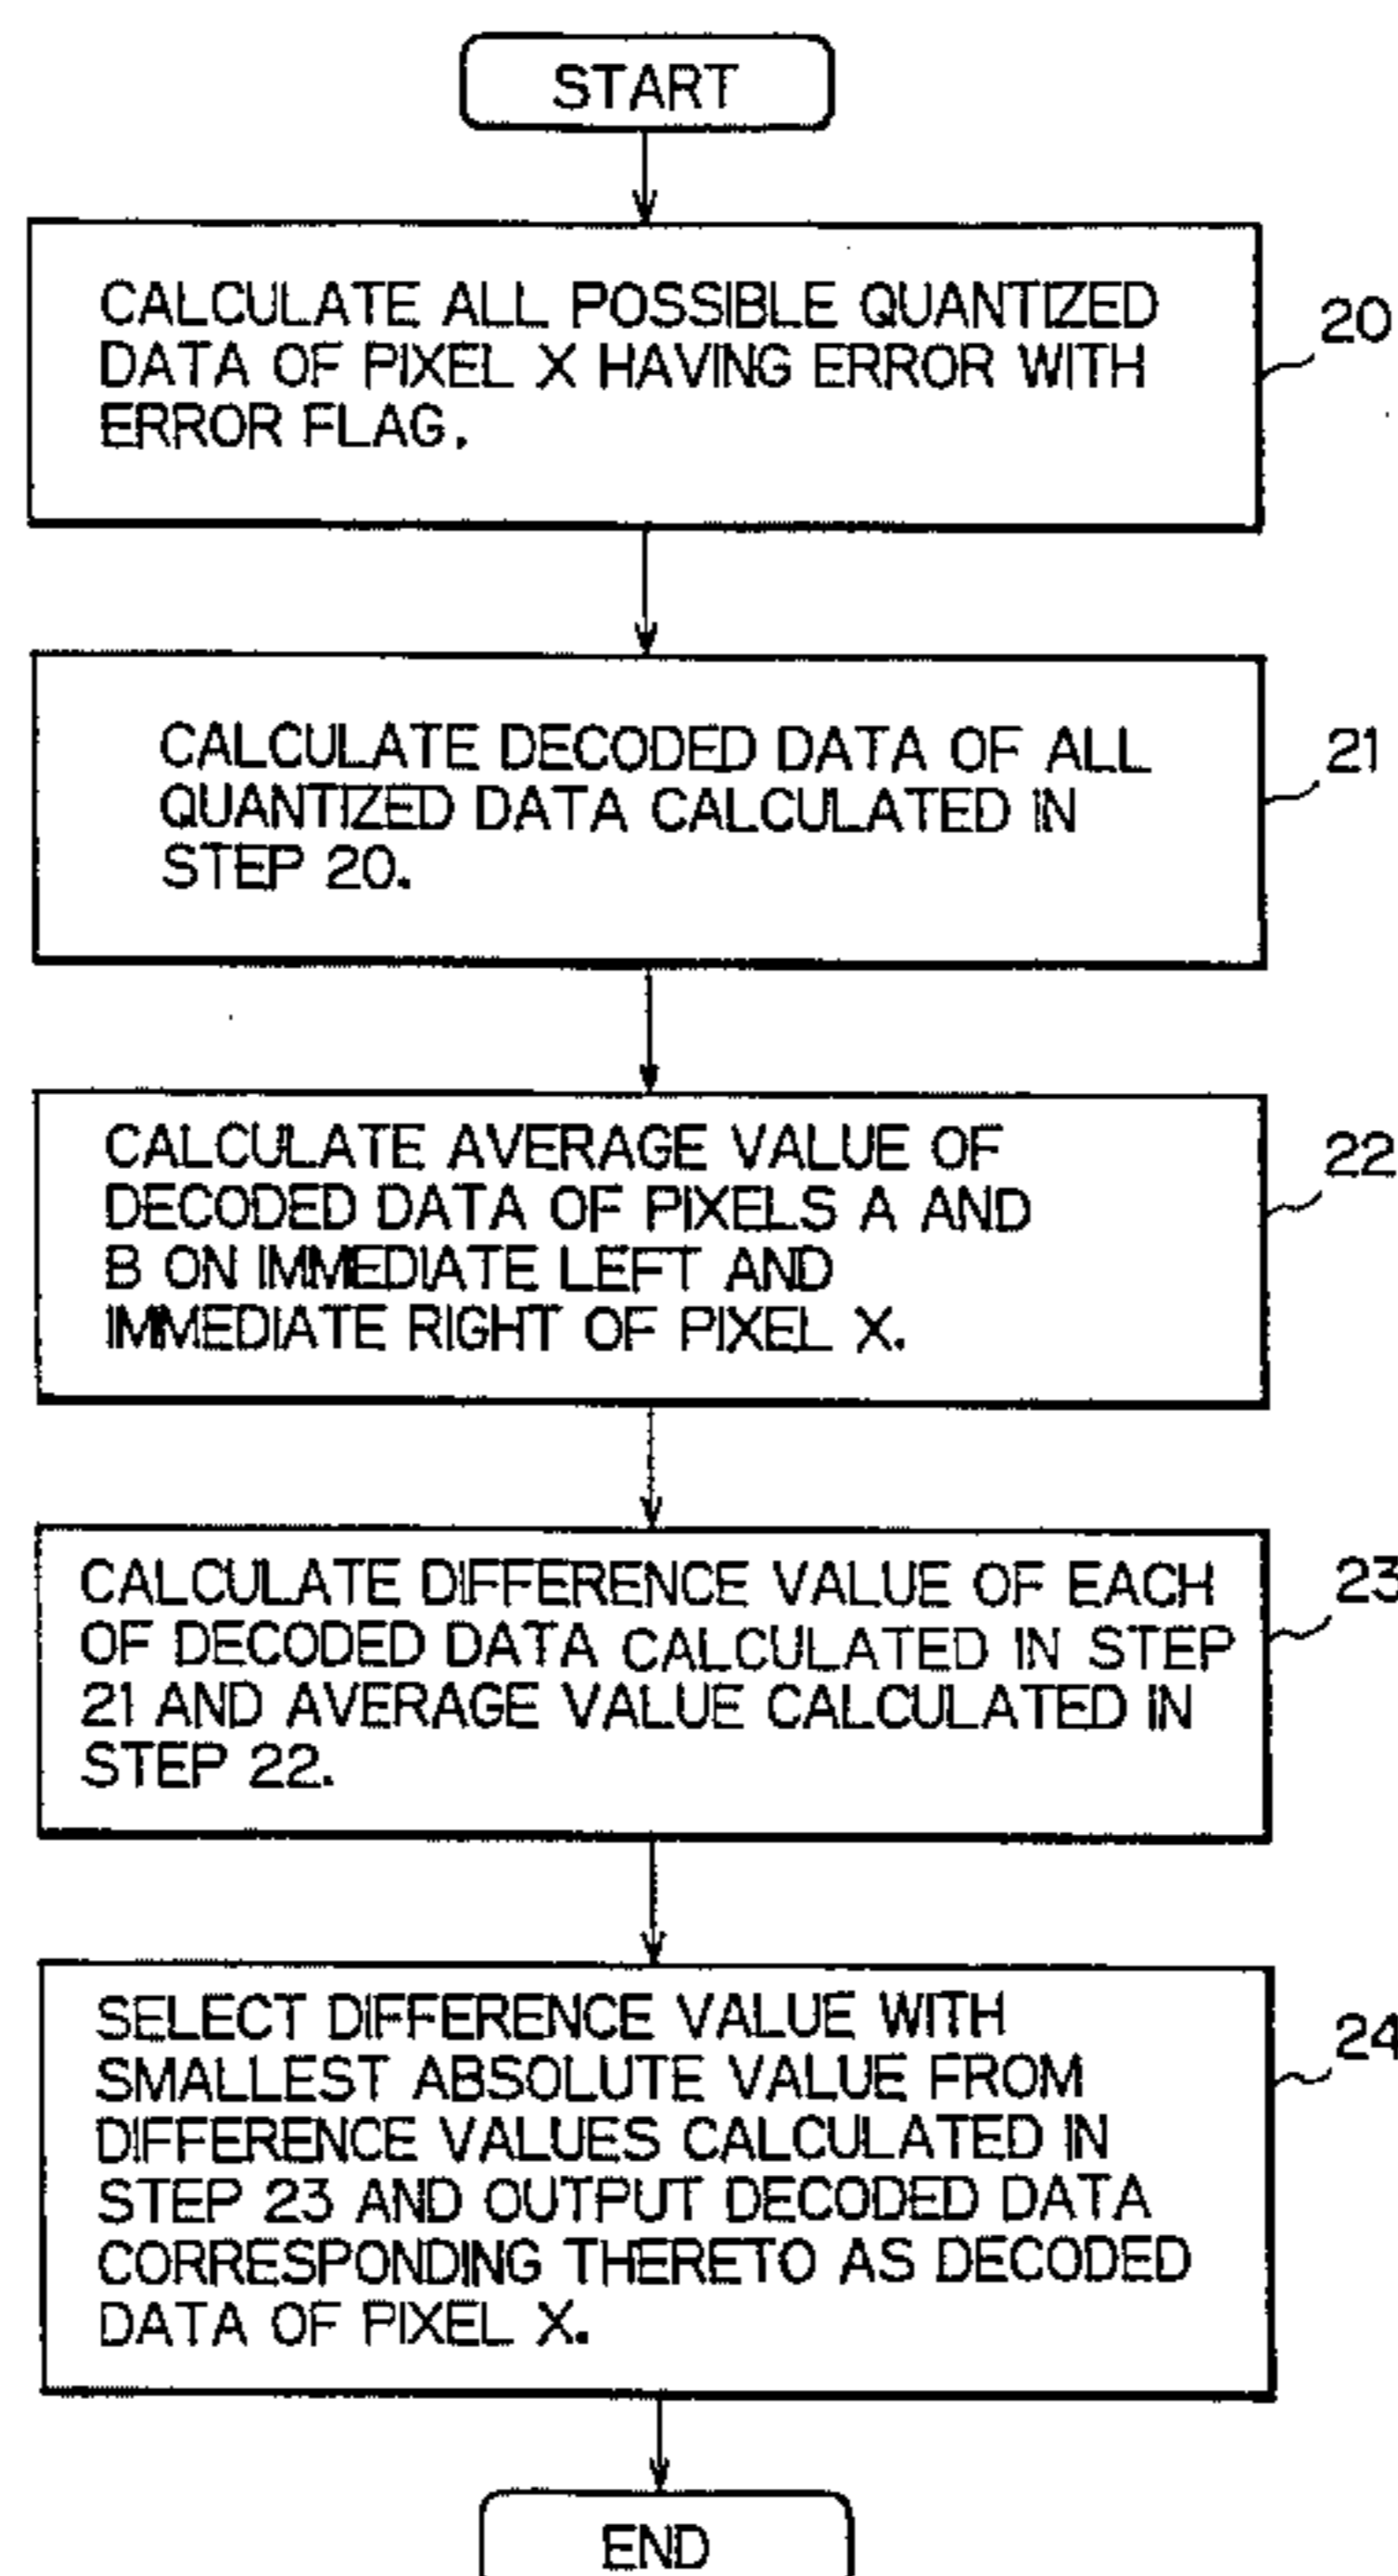 START
CALCULATE ALL POSSIBLE QUANTIZED
DATA OF PIXEL X HAVING ERROR WITH
ERROR FLAG.
20
CALCULATE DECODED DATA OF ALL
QUANTIZED DATA CALCULATED IN
STEP 20.
21
CALCULATE AVERAGE VALUE OF
DECODED DATA OF PIXELS A AND
B ON IMMEDIATE LEFT AND
IMMEDIATE RIGHT OF PIXEL X.
22
CALCULATE DIFFERENCE VALUE OF EACH
OF DECODED DATA CALCULATED IN STEP
21 AND AVERAGE VALUE CALCULATED IN
STEP 22.
23
SELECT DIFFERENCE VALUE WITH
SMALLEST ABSOLUTE VALUE FROM
DIFFERENCE VALUES CALCULATED IN
STEP 23 AND OUTPUT DECODED DATA
CORRESPONDING THERETO AS DECODED
DATA OF PIXEL X.
24
END